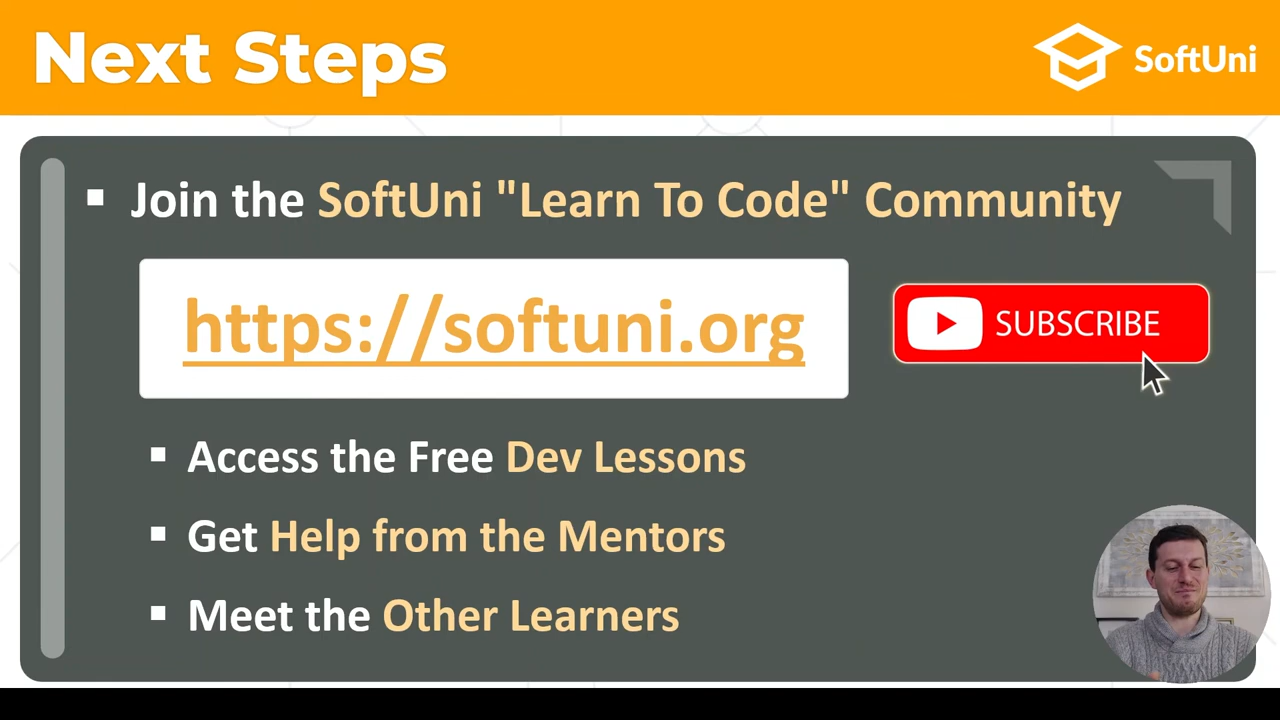 Next Steps
SoftUni
Join the SoftUni "Learn To Code" Community
https://softuni.org
SUBSCRIBE
Access the Free Dev Lessons
Get Help from the Mentors
Meet the Other Learners